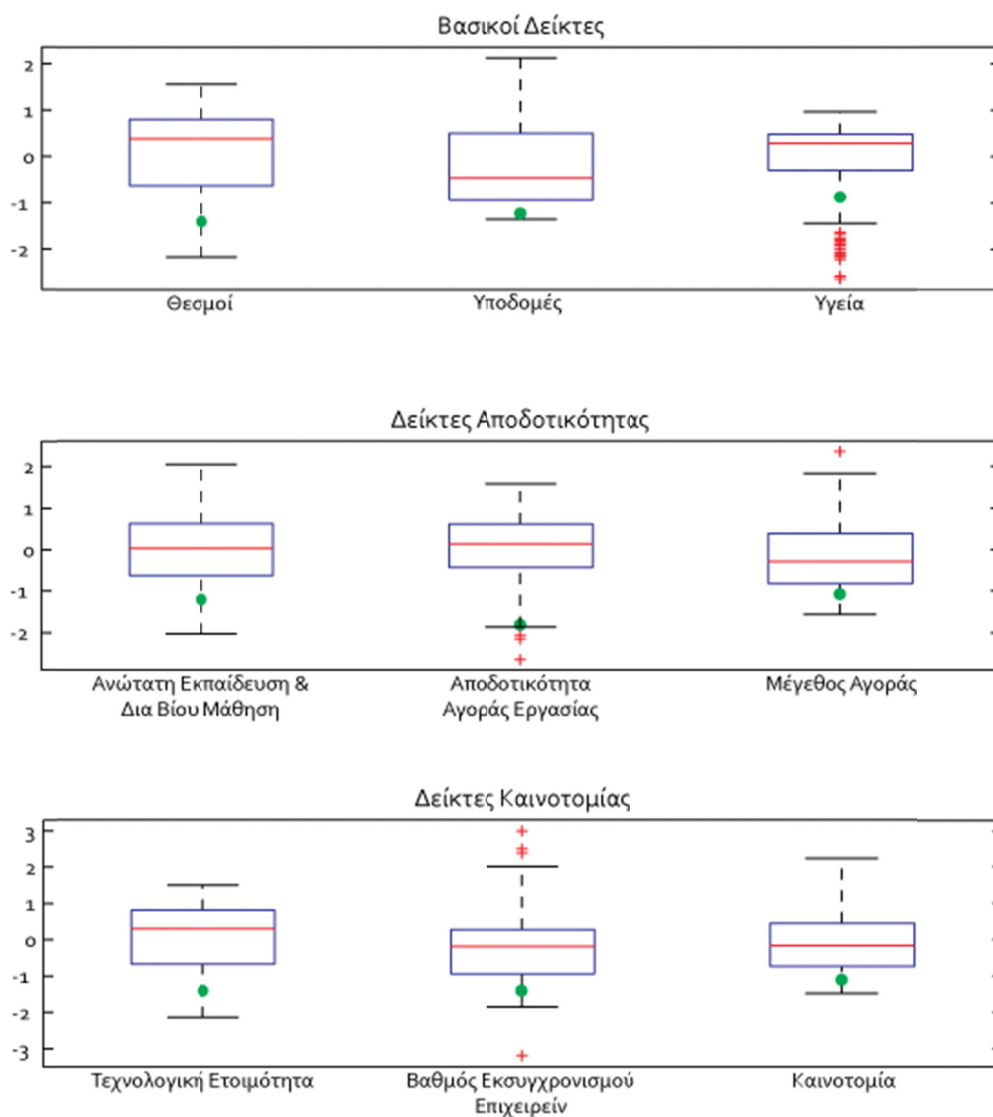 Βασικοί Δείκτες
2
1
0
-1
-2
Θεσμοί Υποδομές Υγεία
Δείκτες Αποδοτικότητας
2
1
0
-1
-2
Ανώτατη Εκπαίδευση & Αποδοτικότητα Μέγεθος Αγοράς
Δια Βίου Μάθηση Αγοράς Εργασίας
Δείκτες Καινοτομίας
3
2
1
0
-1
-2
-3
Τεχνολογική Ετοιμότητα Βαθμός Εκσυγχρονισμού Καινοτομία
Επιχειρείν